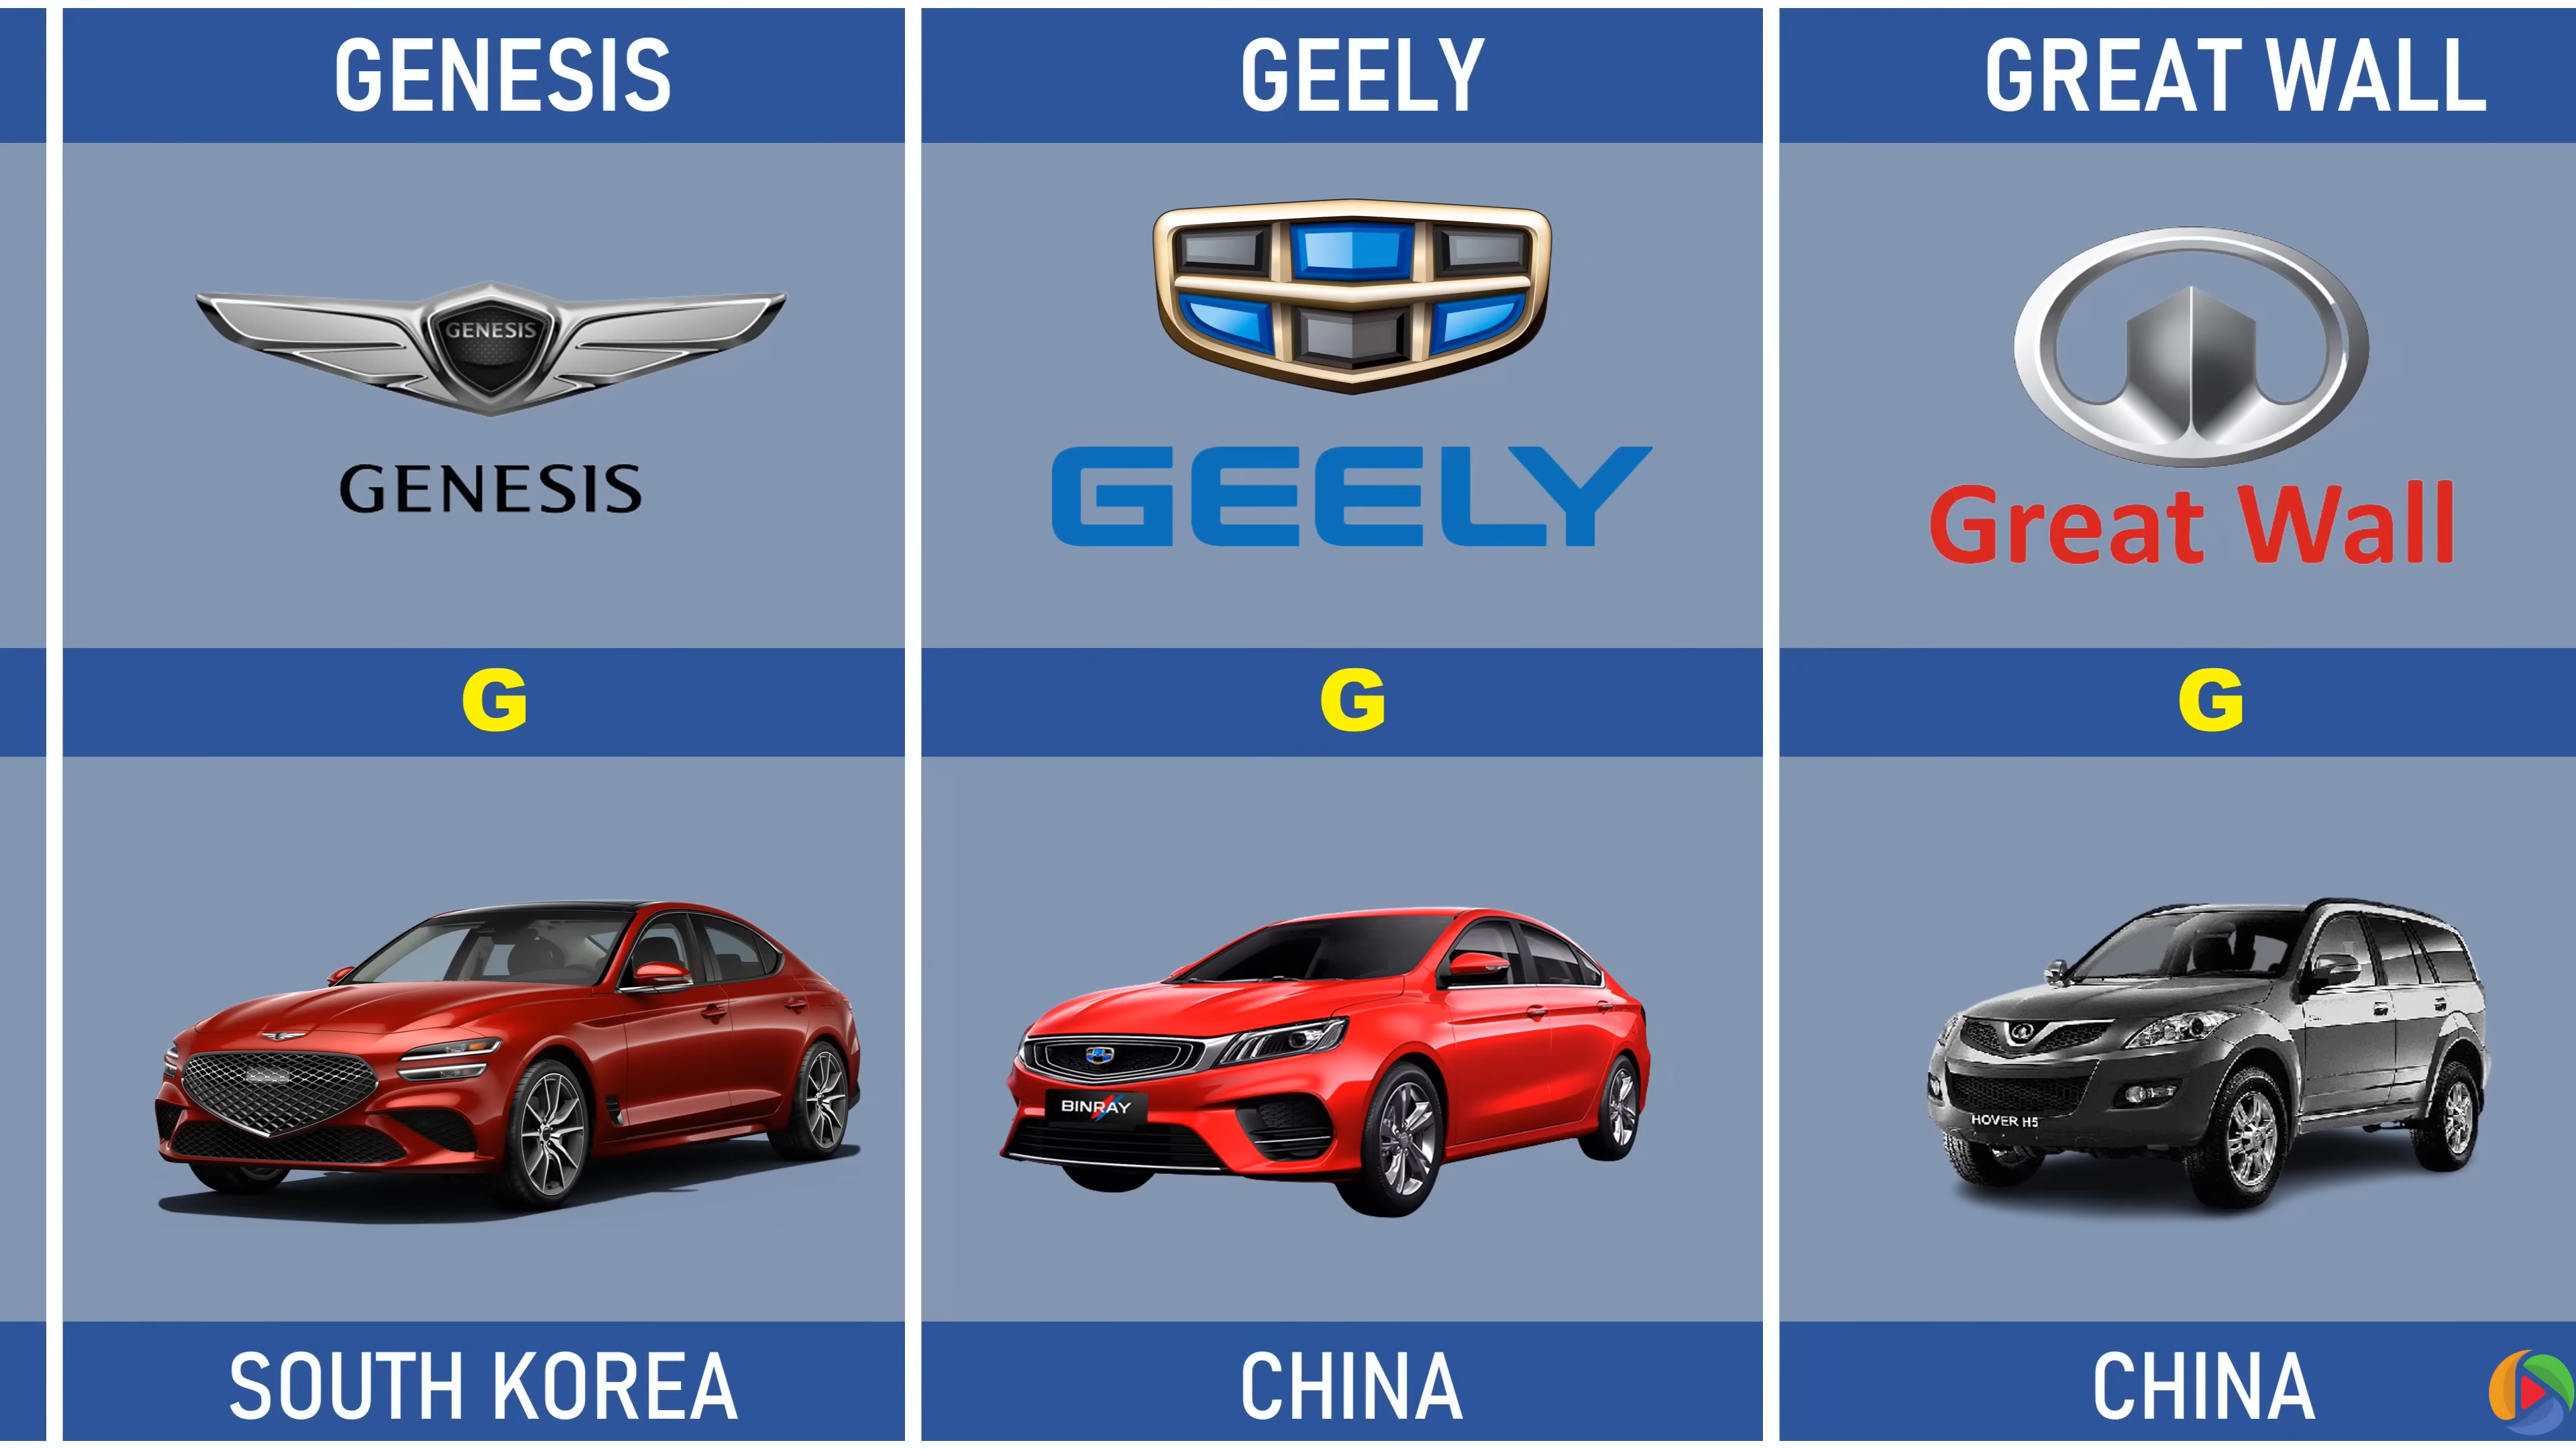 GENESIS
GEELY
GREAT WALL
GENESIS
GENESIS
GEELY
Great Wall
G
G
G
BINRAY
HOVER H5
SOUTH KOREA
CHINA
CHINA